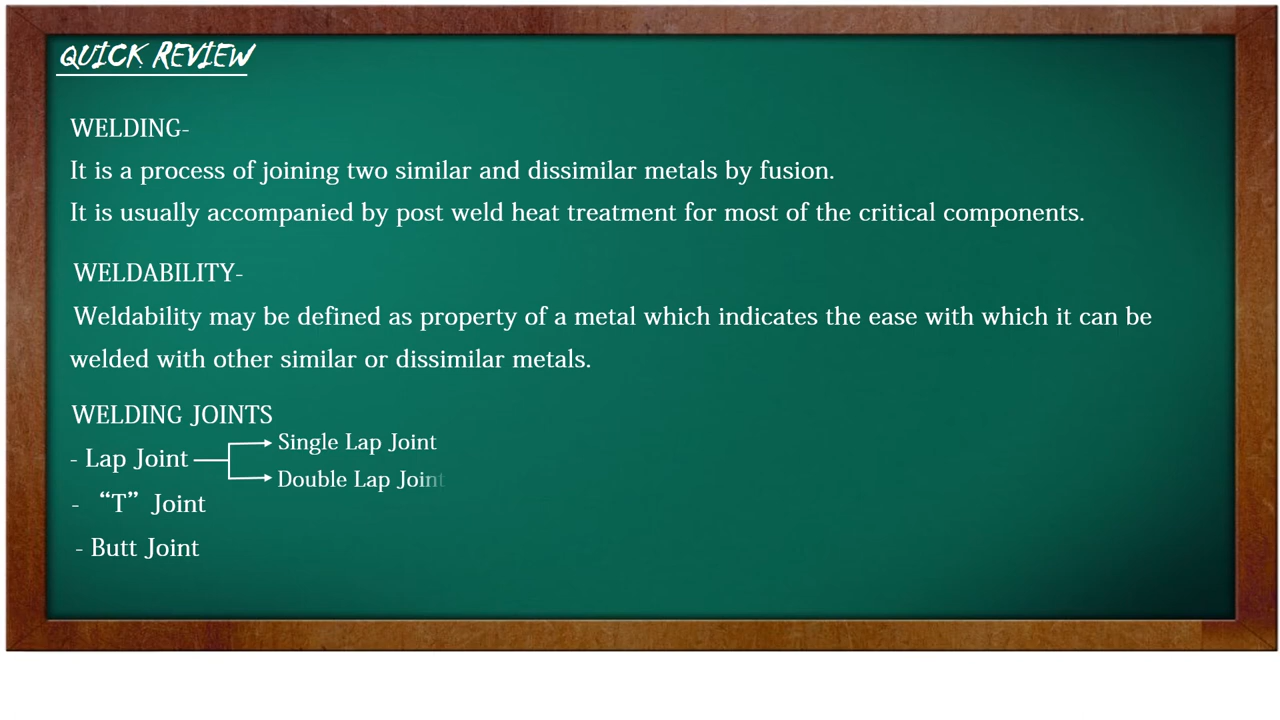 QUICK REVIEW
WELDING-
It is a process of joining two similar and dissimilar metals by fusion.
It is usually accompanied by post weld heat treatment for most of the critical components.
WELDABILITY-
Weldability may be defined as property of a metal which indicates the ease with which it can be
welded with other similar or dissimilar metals.
WELDING JOINTS
Single Lap Joint
- Lap Joint
Double Lap Joint
- “T” Joint
- Butt Joint